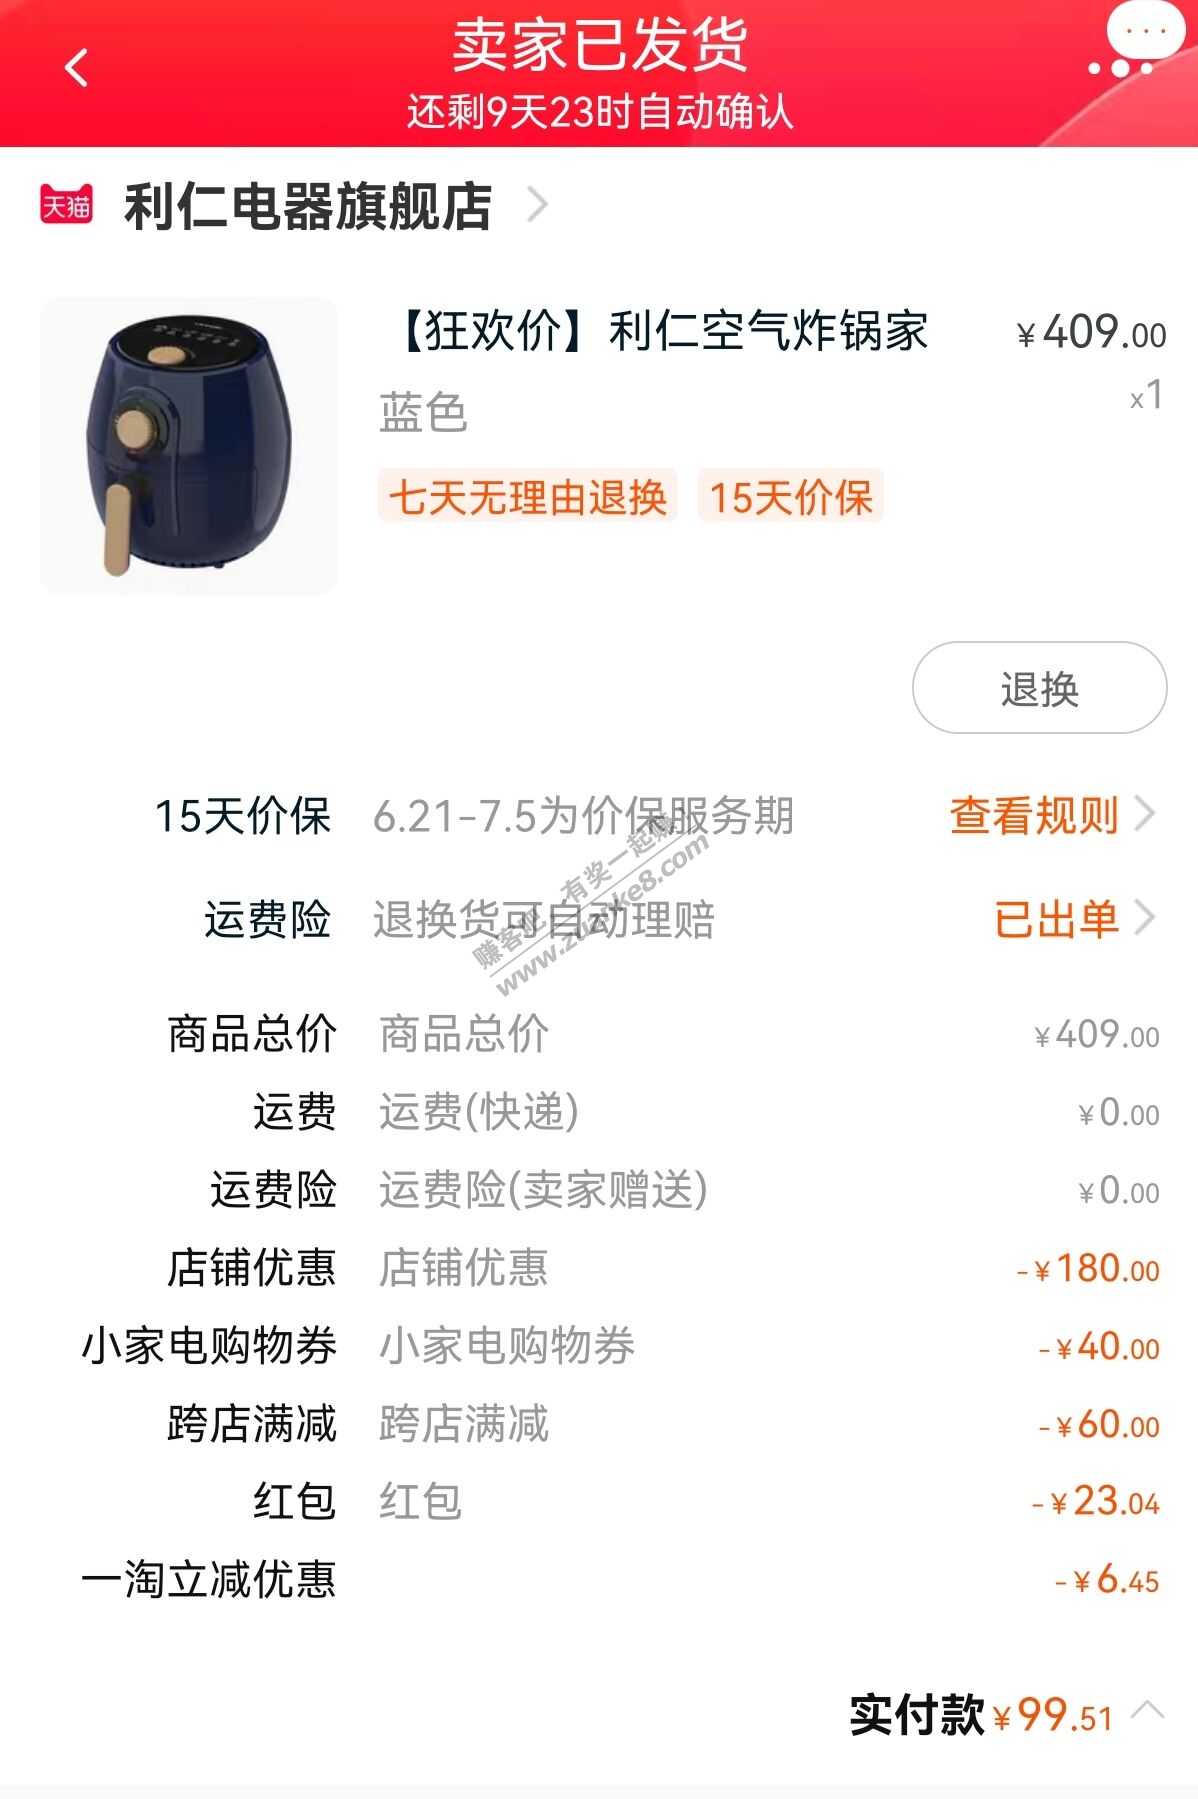 卖家已发货
还剩9天23时自动确认
天猫 利仁电器旗舰店
【狂欢价】利仁空气炸锅家 ¥409.00
蓝色 x1
七天无理由退换 15天价保
退换
15天价保 6.21-7.5为价保服务期 查看规则
运费险 退换货可自动理赔 已出单
赚客吧 有奖一起赚
www.zuanke8.com
商品总价 商品总价 ¥409.00
运费 运费(快递) ¥0.00
运费险 运费险(卖家赠送) ¥0.00
店铺优惠 店铺优惠 -¥180.00
小家电购物券 小家电购物券 -¥40.00
跨店满减 跨店满减 -¥60.00
红包 红包 -¥23.04
一淘立减优惠 -¥6.45
实付款 ¥99.51